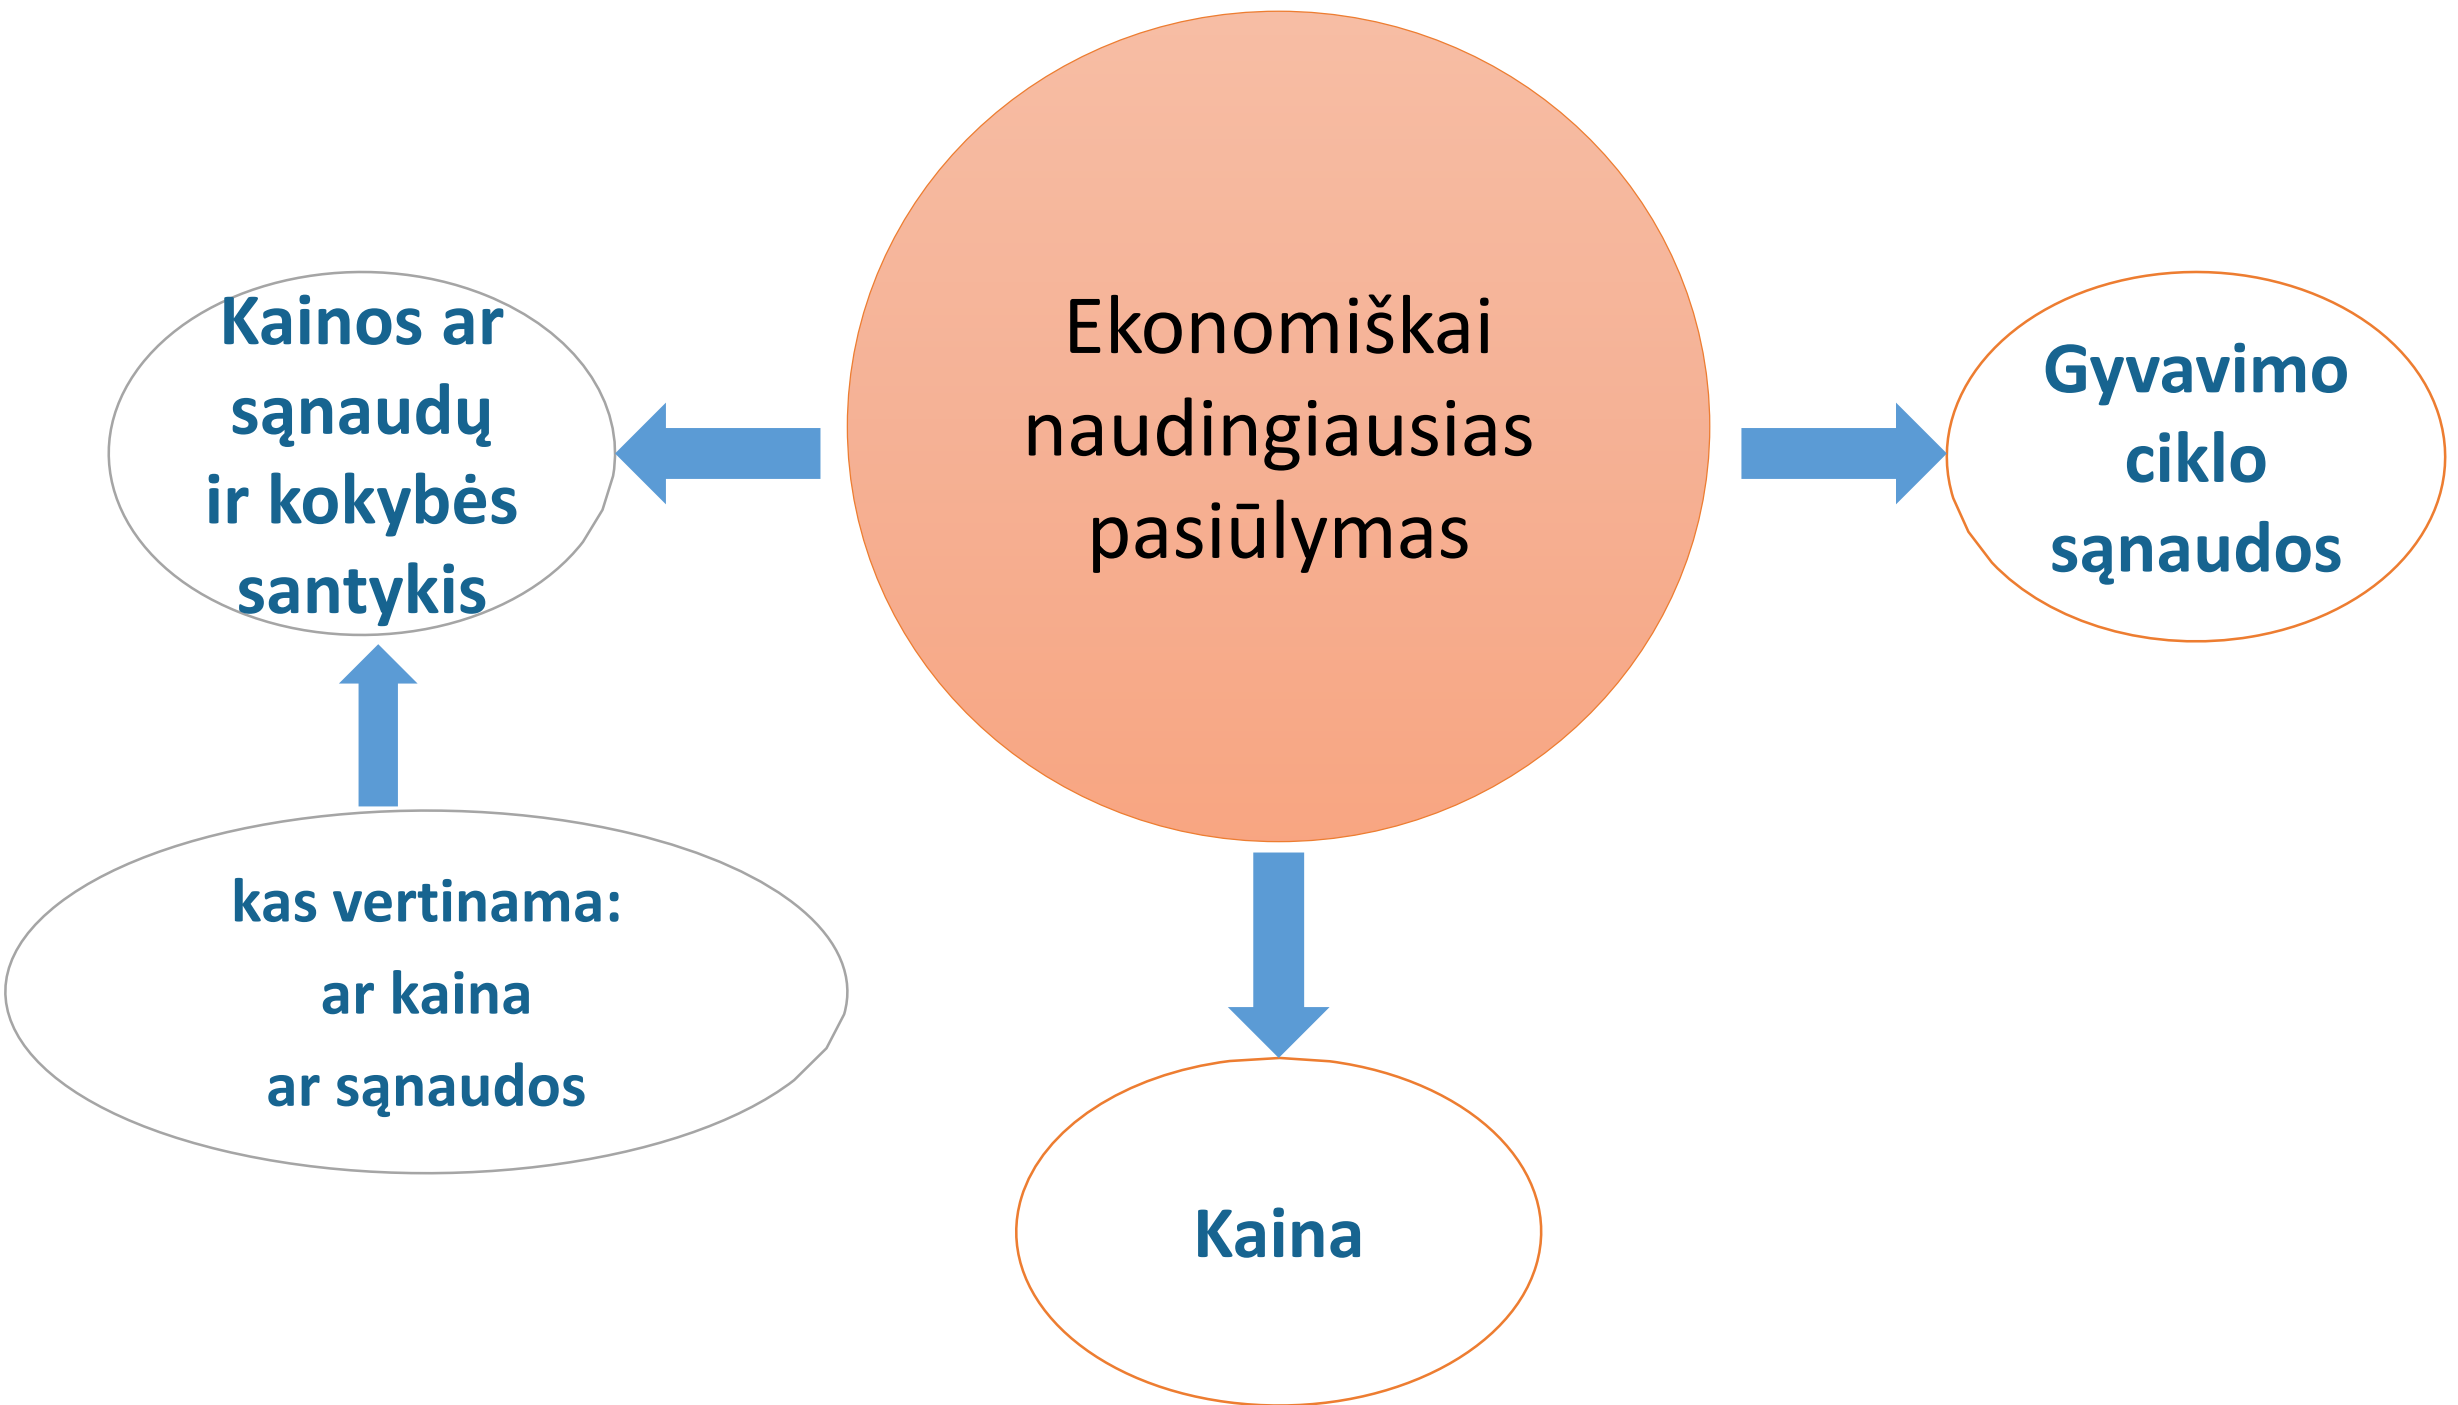 Ekonomiškai
naudingiausias
pasiūlymas
Kainos ar
sąnaudų
ir kokybės
santykis
Gyvavimo
ciklo
sąnaudos
kas vertinama:
ar kaina
ar sąnaudos
Kaina